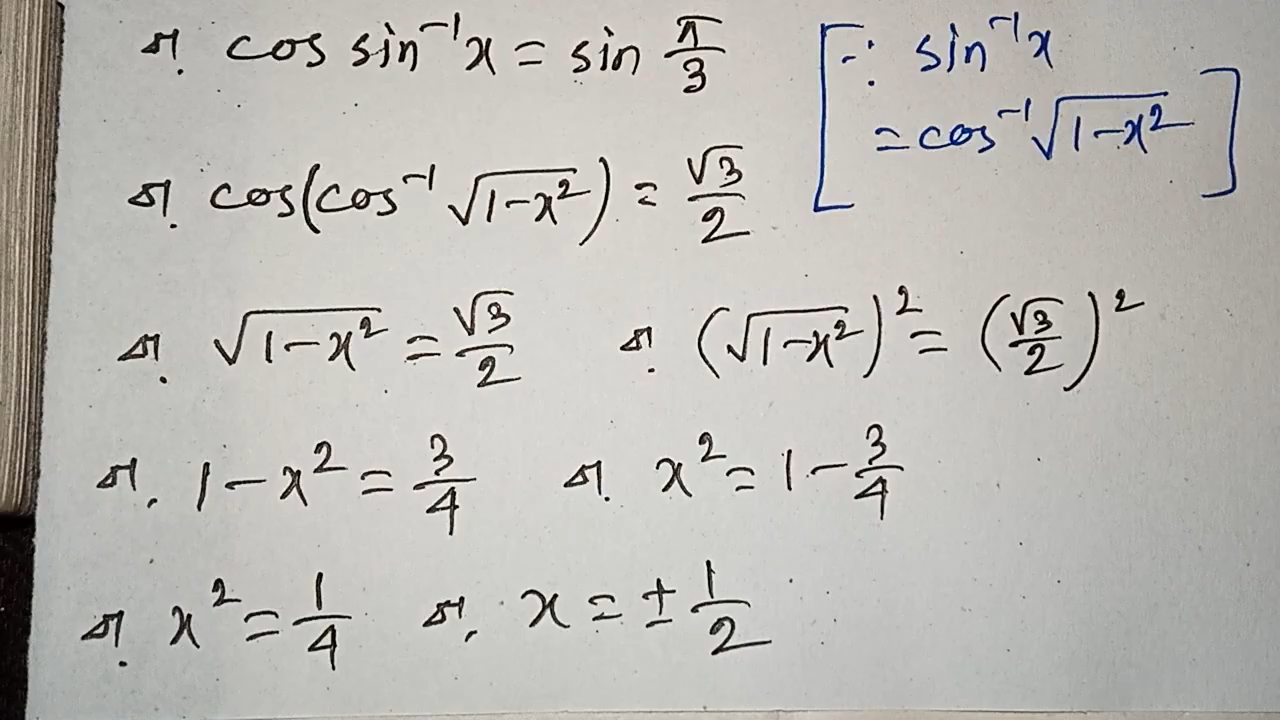 বা, cos sin⁻¹x = sin π/3 [∵ sin⁻¹x
= cos⁻¹√(1-x²)]
বা, cos(cos⁻¹ √(1-x²)) = √3/2
বা, √(1-x²) = √3/2 বা, (√(1-x²))² = (√3/2)²
বা, 1-x² = 3/4 বা, x² = 1-3/4
বা, x² = 1/4 বা, x = ± 1/2